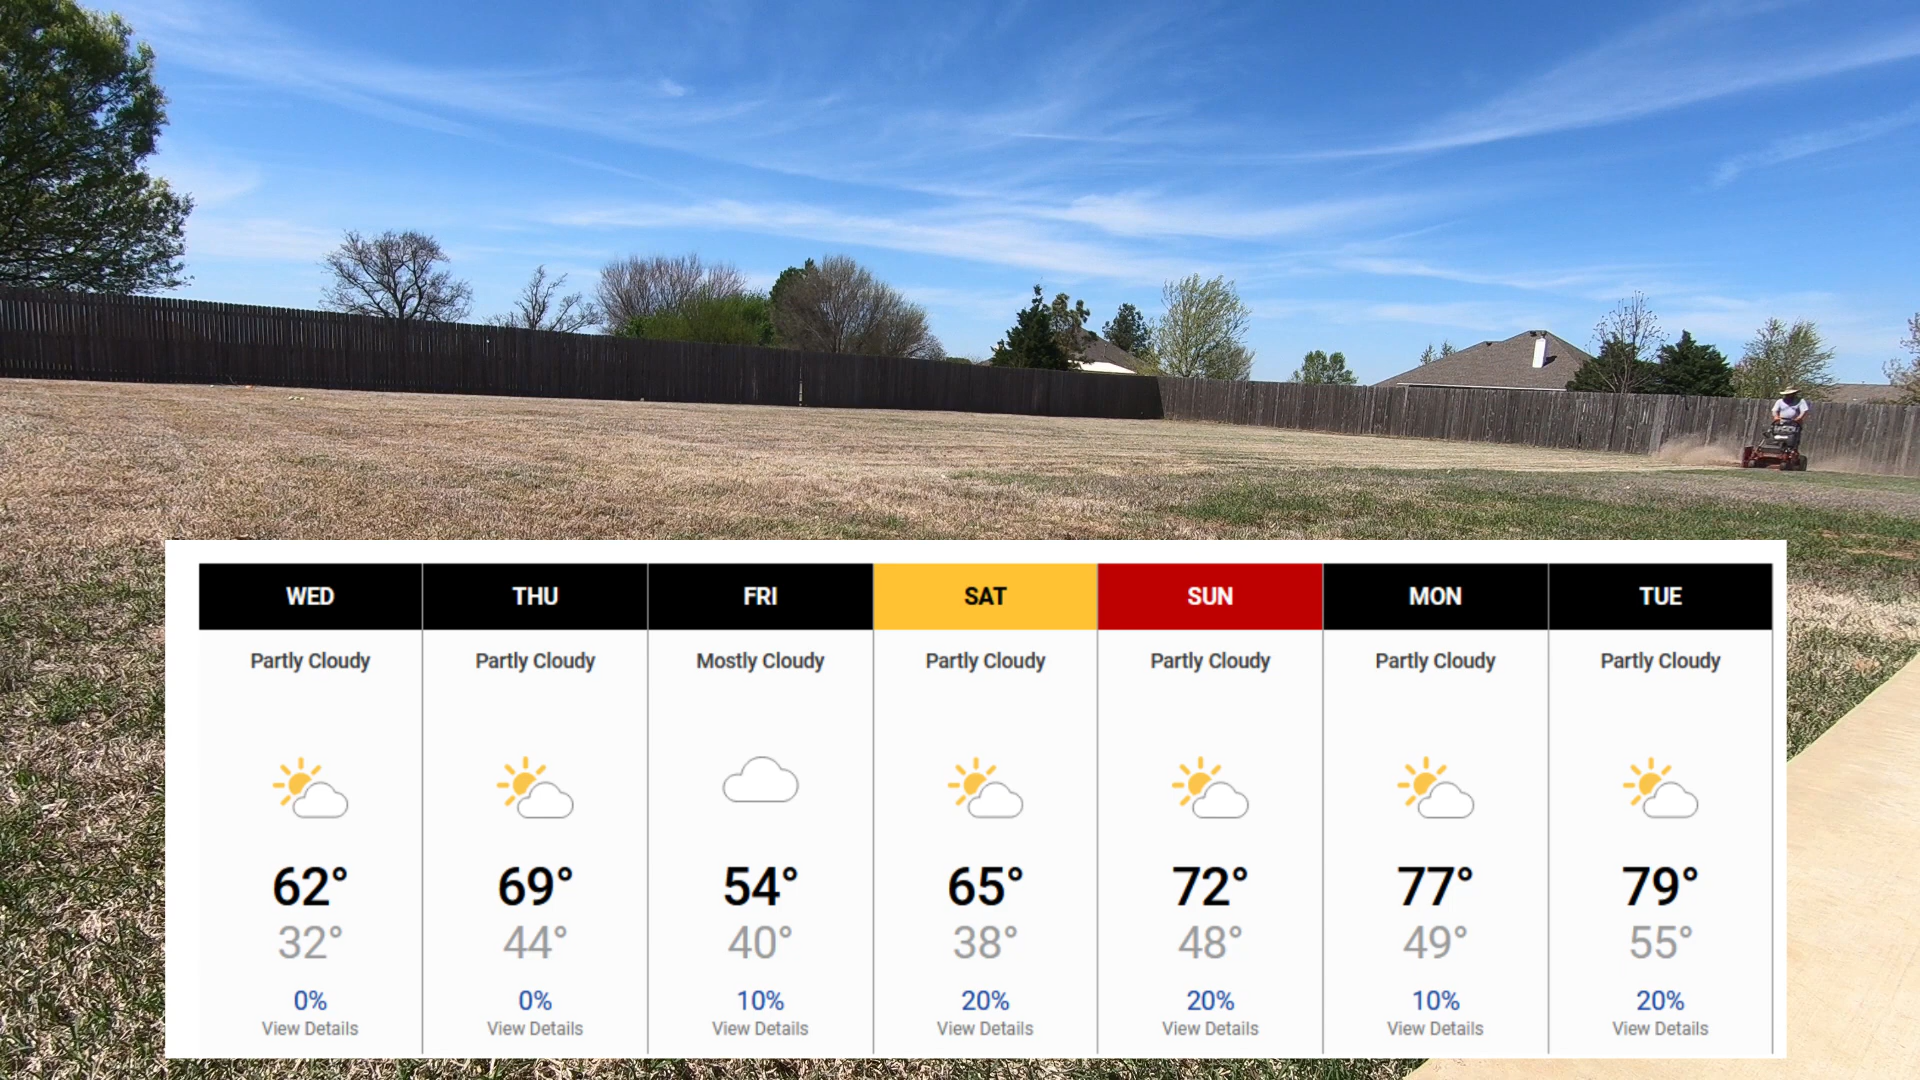 WED THU FRI SAT SUN MON TUE
Partly Cloudy Partly Cloudy Mostly Cloudy Partly Cloudy Partly Cloudy Partly Cloudy Partly Cloudy
62° 69° 54° 65° 72° 77° 79°
32° 44° 40° 38° 48° 49° 55°
0% 0% 10% 20% 20% 10% 20%
View Details View Details View Details View Details View Details View Details View Details